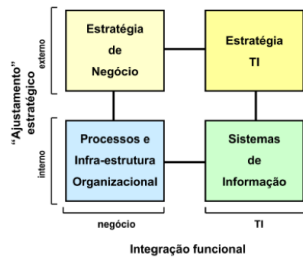 Estratégia
de
Negócio
Estratégia
TI
Processos e
Infra-estrutura
Organizacional
Sistemas
de
Informação
“Ajustamento”
estratégico
externo
interno
negócio
TI
Integração funcional